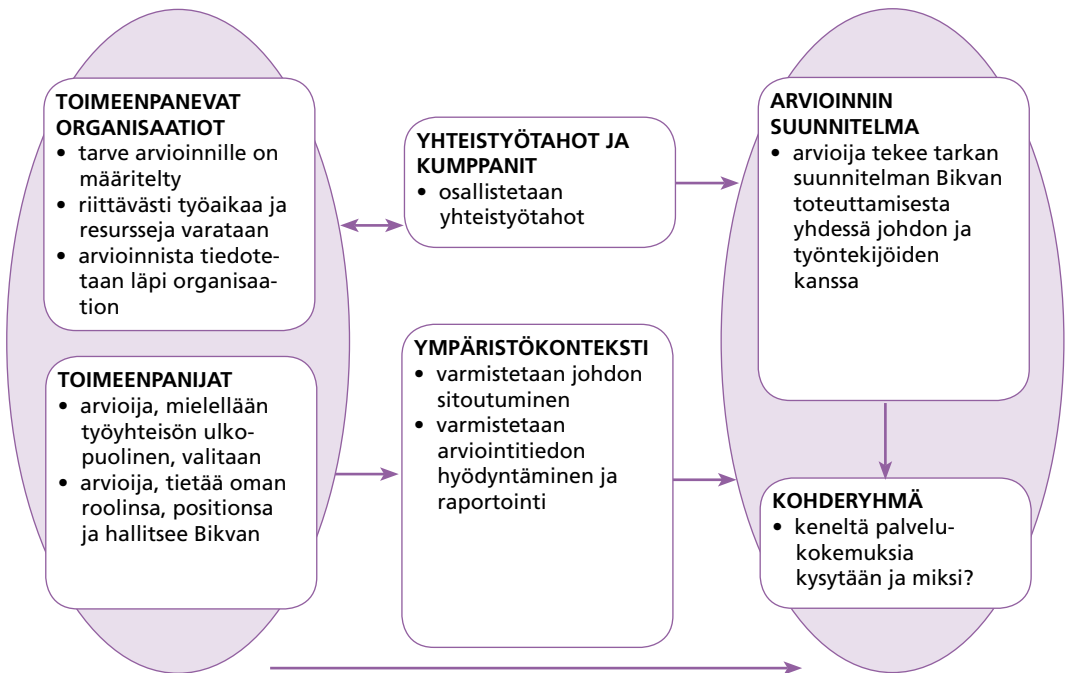 TOIMEENPANEVAT
ORGANISAATIOT
• tarve arvioinnille on
määritelty
• riittävästi työaikaa ja
resursseja varataan
• arvioinnista tiedote-
taan läpi organisaa-
tion
TOIMEENPANIJAT
• arvioija, mielellään
työyhteisön ulko-
puolinen, valitaan
• arvioija, tietää oman
roolinsa, positionsa
ja hallitsee Bikvan
YHTEISTYÖTAHOT JA
KUMPPANIT
• osallistetaan
yhteistyötahot
YMPÄRISTÖKONTEKSTI
• varmistetaan johdon
sitoutuminen
• varmistetaan
arviointitiedon
hyödyntäminen ja
raportointi
ARVIOINNIN
SUUNNITELMA
• arvioija tekee tarkan
suunnitelman Bikvan
toteuttamisesta
yhdessä johdon ja
työntekijöiden
kanssa
KOHDERYHMÄ
• keneltä palvelu-
kokemuksia
kysytään ja miksi?